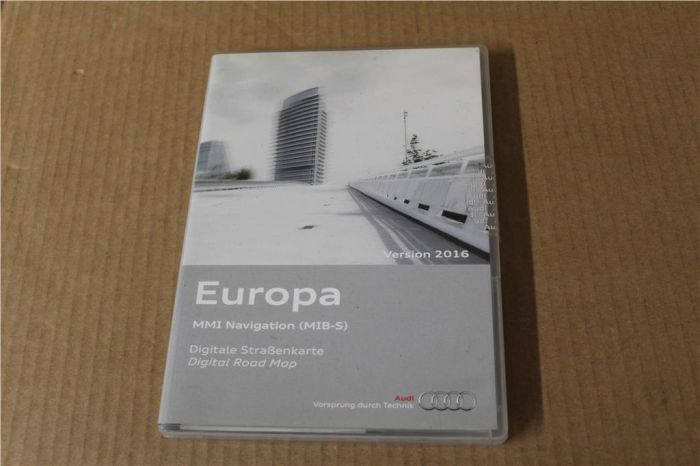 Version 2016
Europa
MMI Navigation (MIB-S)
Digitale Straßenkarte
Digital Road Map
Audi
Vorsprung durch Technik